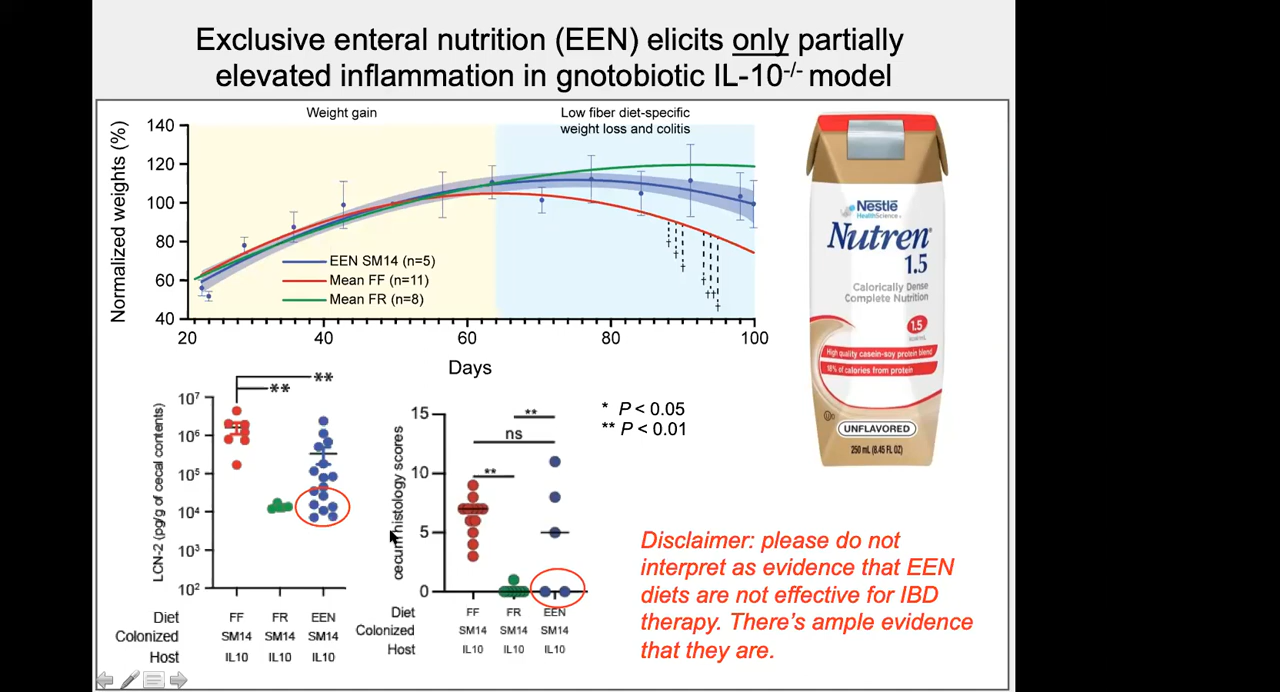 Exclusive enteral nutrition (EEN) elicits only partially
elevated inflammation in gnotobiotic IL-10-/- model
Weight gain
Low fiber diet-specific
weight loss and colitis
Normalized weights (%)
140
120
100
80
60
40
EEN SM14 (n=5)
Mean FF (n=11)
Mean FR (n=8)
20 40 60 80 100
Days
Nestlé
HealthScience
Nutren®
1.5
Calorically Dense
Complete Nutrition
1.5
High quality casein-soy protein blend
of calories from protein
UNFLAVORED
250 mL (8.45 FL OZ)
LCN-2 (pg/g of cecal contents)
10⁷
10⁶
10⁵
10⁴
10³
10²
**
**
Diet FF FR EEN
Colonized SM14 SM14 SM14
Host IL10 IL10 IL10
cecum histology scores
15
10
5
0
**
ns
**
Diet FF FR EEN
Colonized SM14 SM14 SM14
Host IL10 IL10 IL10
* P < 0.05
** P < 0.01
Disclaimer: please do not
interpret as evidence that EEN
diets are not effective for IBD
therapy. There's ample evidence
that they are.